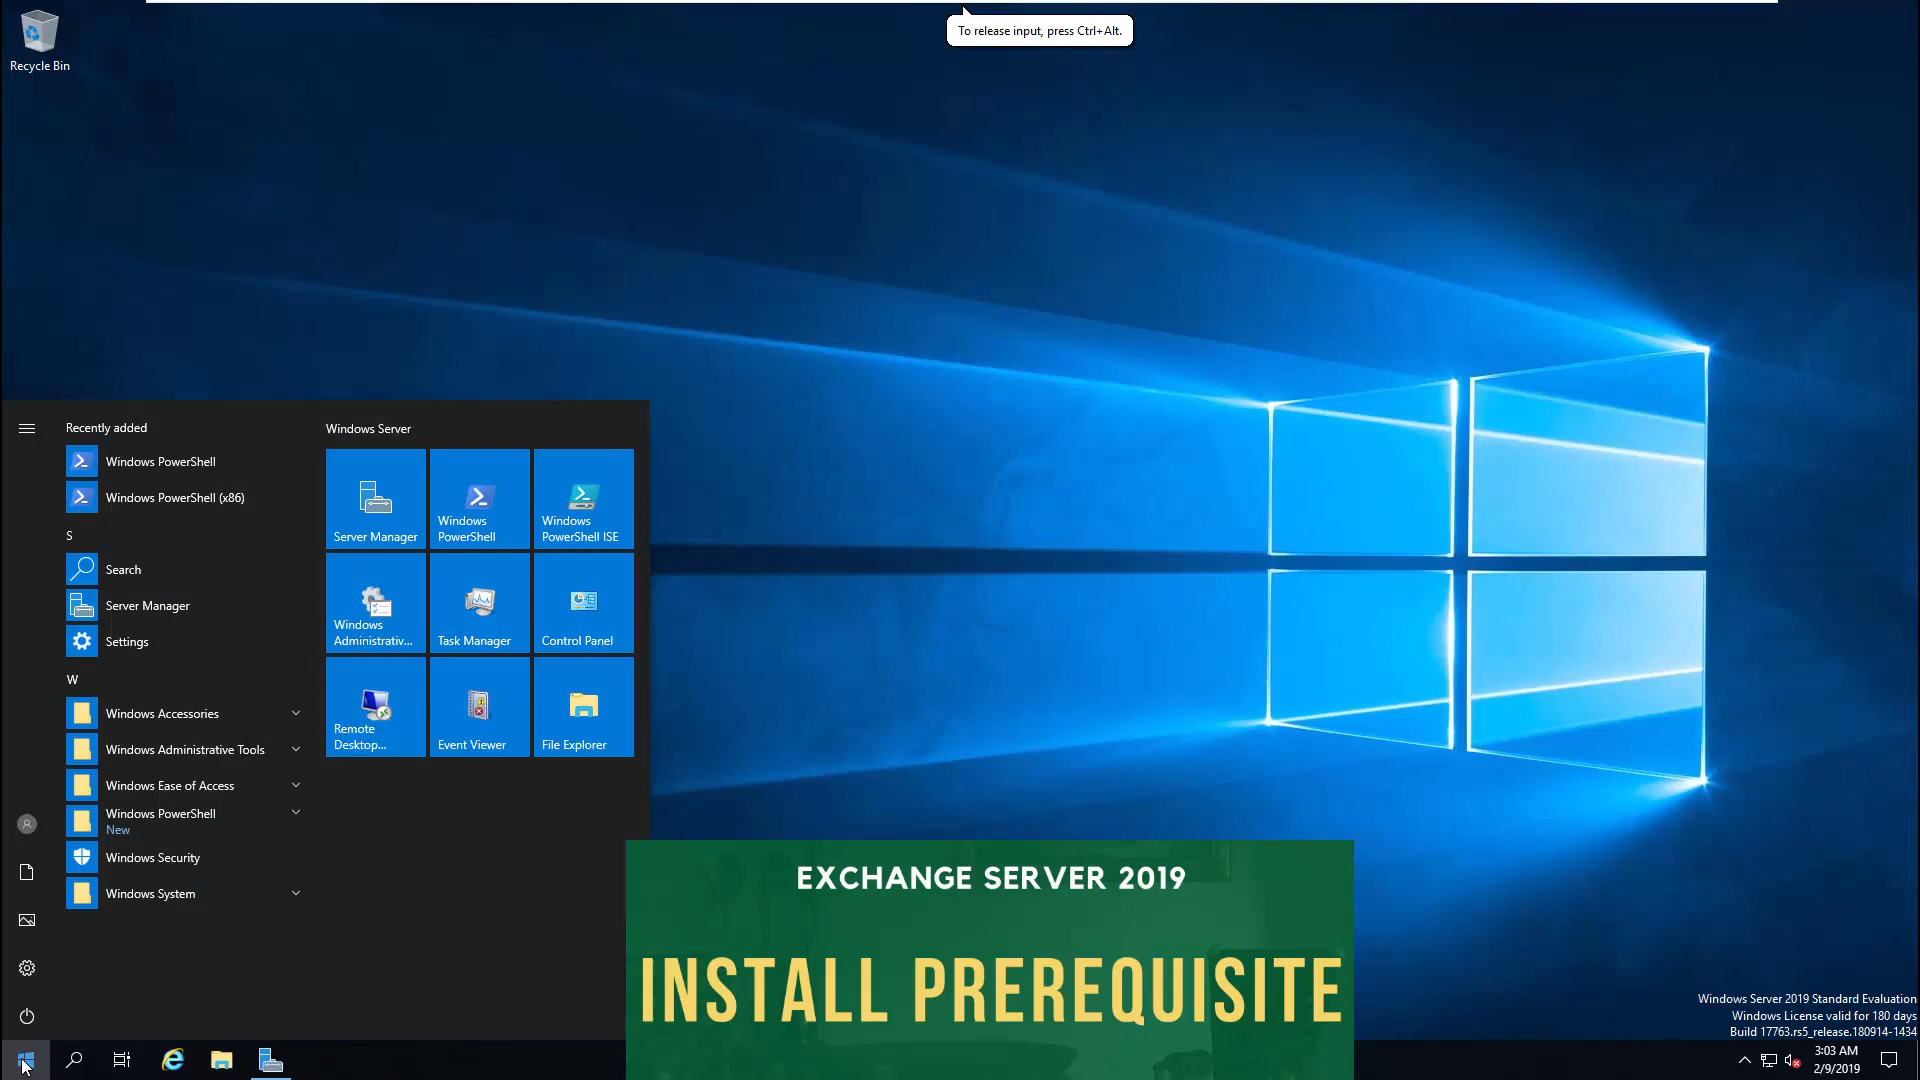 To release input, press Ctrl+Alt.
Recycle Bin
Recently added
Windows PowerShell
Windows PowerShell (x86)
S
Search
Server Manager
Settings
W
Windows Accessories
Windows Administrative Tools
Windows Ease of Access
Windows PowerShell
New
Windows Security
Windows System
Windows Server
Server Manager
Windows
PowerShell
Windows
PowerShell ISE
Windows
Administrativ...
Task Manager
Control Panel
Remote
Desktop...
Event Viewer
File Explorer
EXCHANGE SERVER 2019
INSTALL PREREQUISITE
Windows Server 2019 Standard Evaluation
Windows License valid for 180 days
Build 17763.rs5_release.180914-1434
3:03 AM
2/9/2019